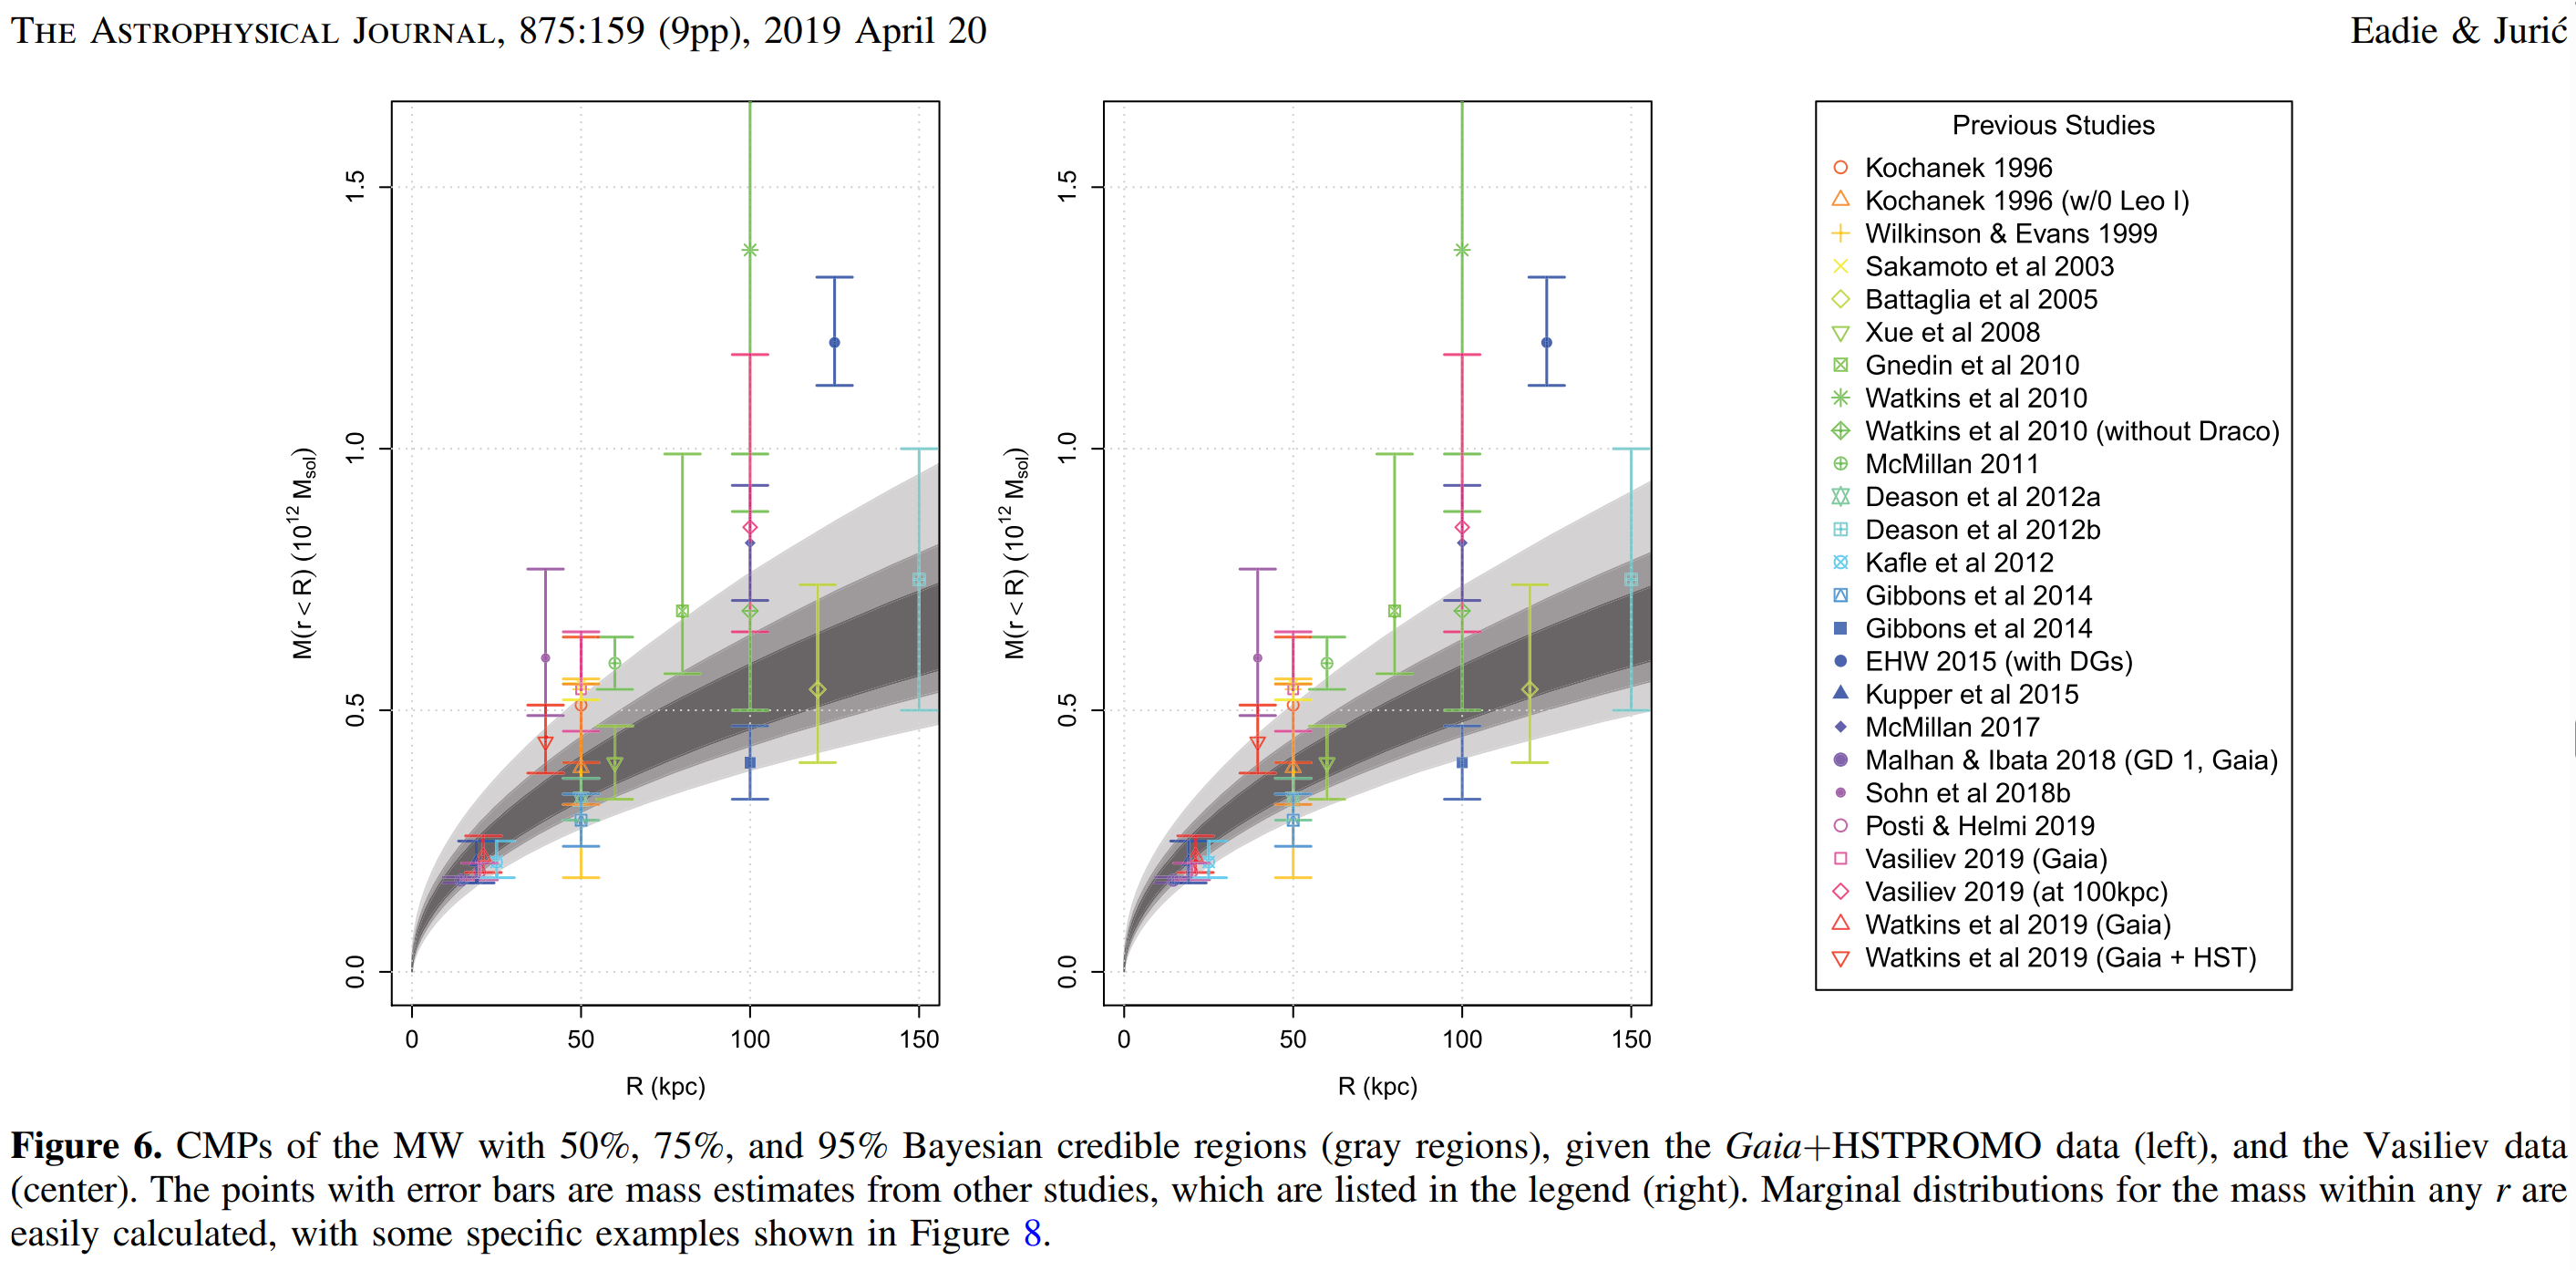 THE ASTROPHYSICAL JOURNAL, 875:159 (9pp), 2019 April 20
Eadie & Jurić
M(r < R) (10¹² Msol)
0.0
0.5
1.0
1.5
0
50
100
150
R (kpc)
M(r < R) (10¹² Msol)
0.0
0.5
1.0
1.5
0
50
100
150
R (kpc)
Previous Studies
Kochanek 1996
Kochanek 1996 (w/0 Leo I)
Wilkinson & Evans 1999
Sakamoto et al 2003
Battaglia et al 2005
Xue et al 2008
Gnedin et al 2010
Watkins et al 2010
Watkins et al 2010 (without Draco)
McMillan 2011
Deason et al 2012a
Deason et al 2012b
Kafle et al 2012
Gibbons et al 2014
Gibbons et al 2014
EHW 2015 (with DGs)
Kupper et al 2015
McMillan 2017
Malhan & Ibata 2018 (GD 1, Gaia)
Sohn et al 2018b
Posti & Helmi 2019
Vasiliev 2019 (Gaia)
Vasiliev 2019 (at 100kpc)
Watkins et al 2019 (Gaia)
Watkins et al 2019 (Gaia + HST)
Figure 6. CMPs of the MW with 50%, 75%, and 95% Bayesian credible regions (gray regions), given the Gaia+HSTPROMO data (left), and the Vasiliev data
(center). The points with error bars are mass estimates from other studies, which are listed in the legend (right). Marginal distributions for the mass within any r are
easily calculated, with some specific examples shown in Figure 8.